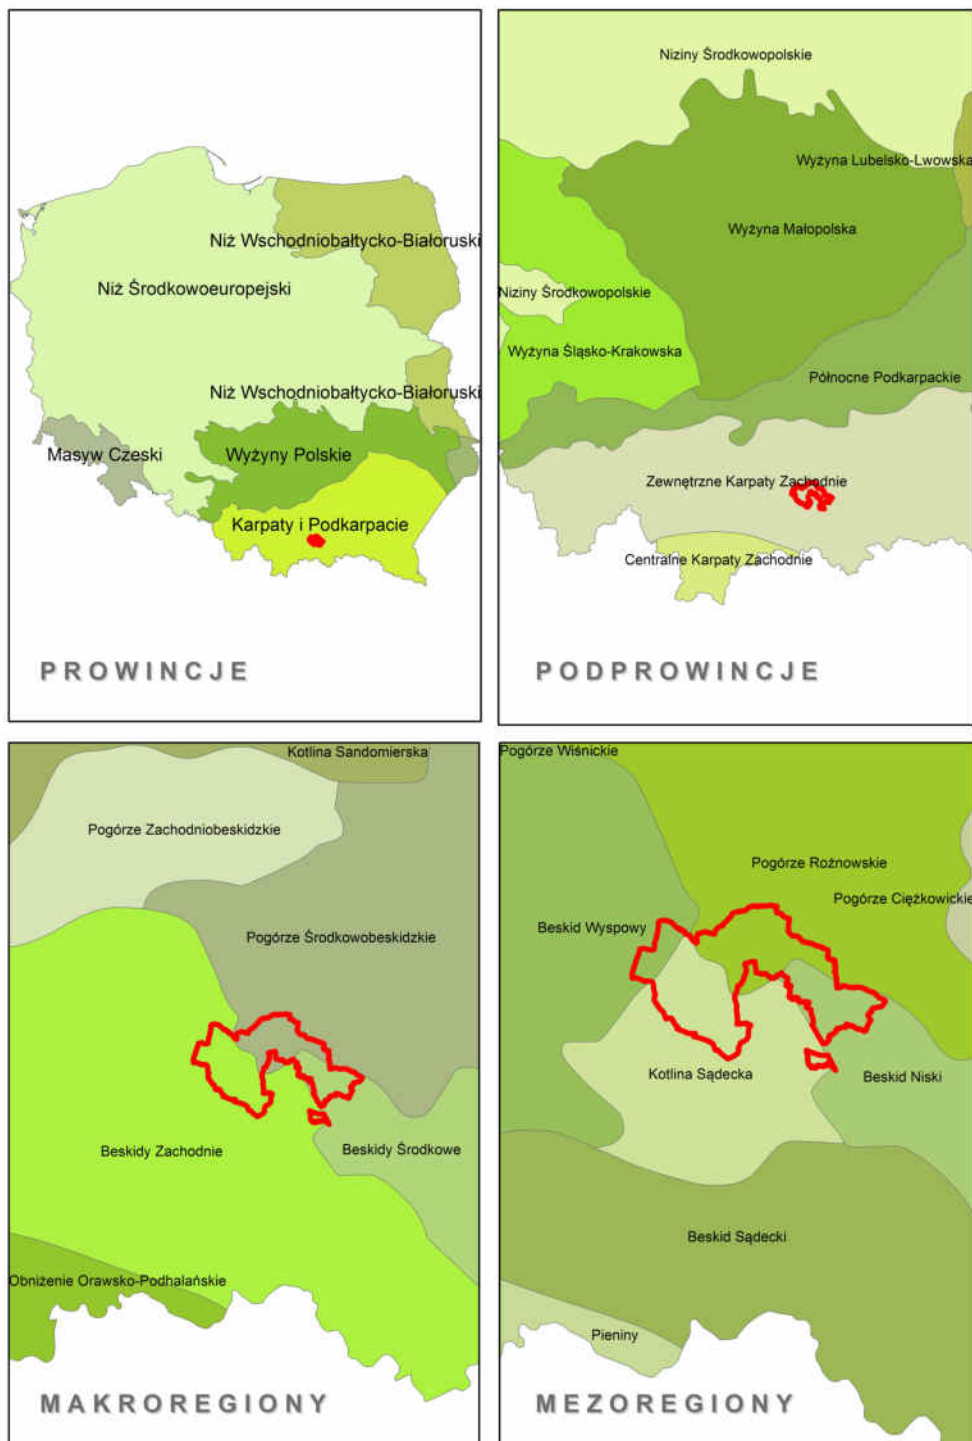 Niż Wschodniobałtycko-Białoruski
Niż Środkowoeuropejski
Niż Wschodniobałtycko-Białoruski
Masyw Czeski
Wyżyny Polskie
Karpaty i Podkarpacie
PROWINCJE
Niziny Środkowopolskie
Wyżyna Lubelsko-Lwowska
Wyżyna Małopolska
Niziny Środkowopolskie
Wyżyna Śląsko-Krakowska
Północne Podkarpackie
Zewnętrzne Karpaty Zachodnie
Centralne Karpaty Zachodnie
PODPROWINCJE
Kotlina Sandomierska
Pogórze Zachodniobeskidzkie
Pogórze Środkowobeskidzkie
Beskidy Zachodnie
Beskidy Środkowe
Obniżenie Orawsko-Podhalańskie
MAKROREGIONY
Pogórze Wiśnickie
Pogórze Rożnowskie
Pogórze Ciężkowickie
Beskid Wyspowy
Kotlina Sądecka
Beskid Niski
Beskid Sądecki
Pieniny
MEZOREGIONY